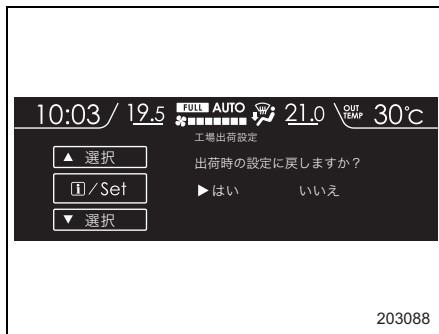 10:03 / 19.5 FULL AUTO 21.0 OUT TEMP 30℃
工場出荷設定
▲ 選択
出荷時の設定に戻しますか？
i/Set
▶はい いいえ
▼ 選択
203088